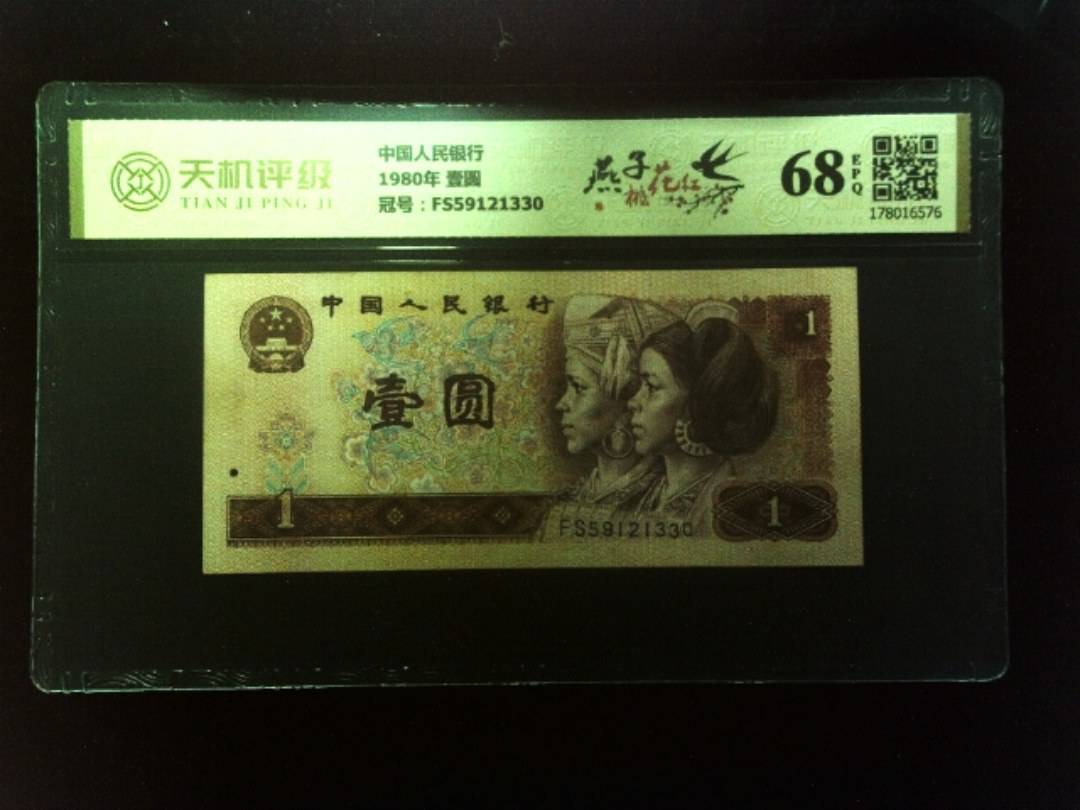 天机评级
TIAN JI PING JI
中国人民银行
1980年 壹圆
冠号：FS59121330
燕子
桃花红
68
EPQ
178016576
中国人民银行
1
壹圆
1
FS59121330
1